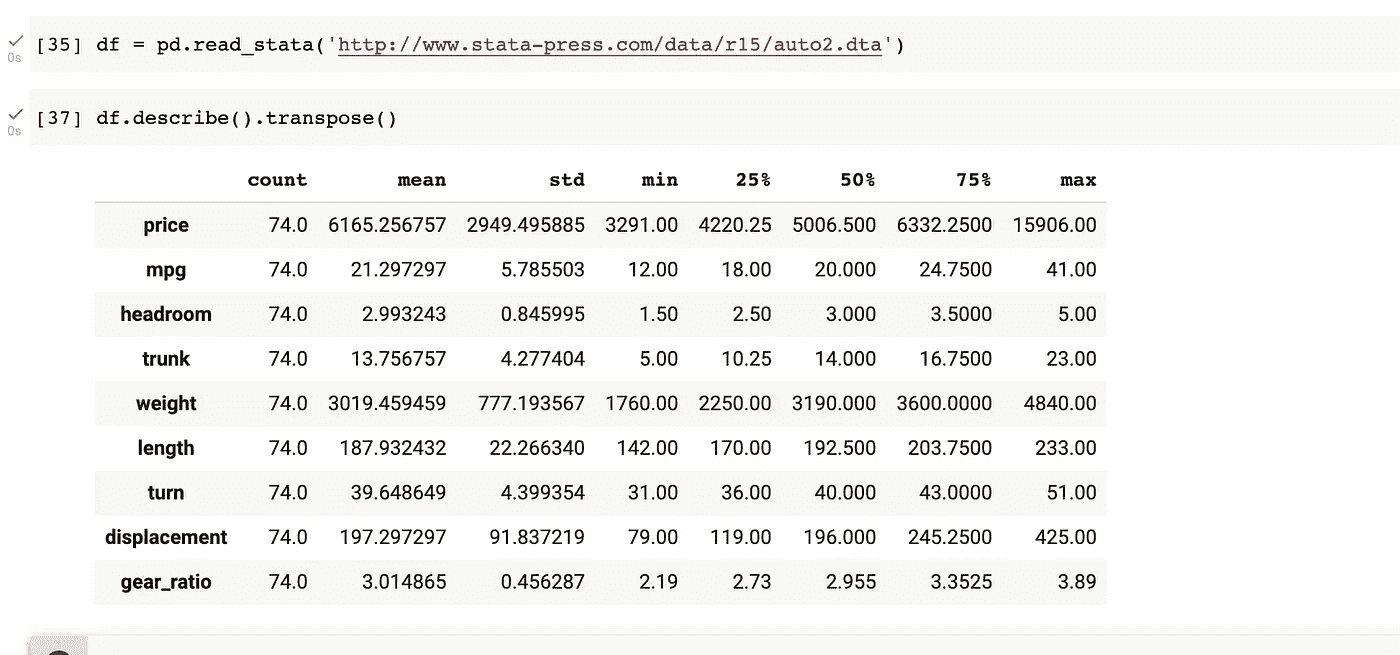 [35] df = pd.read_stata('http://www.stata-press.com/data/r15/auto2.dta')
0s
[37] df.describe().transpose()
0s
count mean std min 25% 50% 75% max
price 74.0 6165.256757 2949.495885 3291.00 4220.25 5006.500 6332.2500 15906.00
mpg 74.0 21.297297 5.785503 12.00 18.00 20.000 24.7500 41.00
headroom 74.0 2.993243 0.845995 1.50 2.50 3.000 3.5000 5.00
trunk 74.0 13.756757 4.277404 5.00 10.25 14.000 16.7500 23.00
weight 74.0 3019.459459 777.193567 1760.00 2250.00 3190.000 3600.0000 4840.00
length 74.0 187.932432 22.266340 142.00 170.00 192.500 203.7500 233.00
turn 74.0 39.648649 4.399354 31.00 36.00 40.000 43.0000 51.00
displacement 74.0 197.297297 91.837219 79.00 119.00 196.000 245.2500 425.00
gear_ratio 74.0 3.014865 0.456287 2.19 2.73 2.955 3.3525 3.89